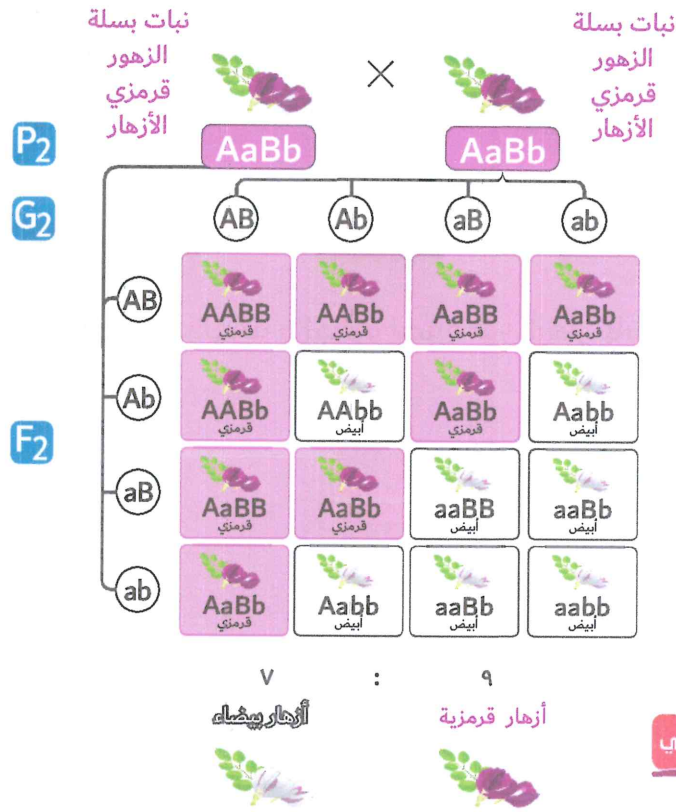 نبات بسلة
الزهور
قرمزي
الأزهار
×
نبات بسلة
الزهور
قرمزي
الأزهار
P2
AaBb
AaBb
G2
AB
Ab
aB
ab
AB
AABB
قرمزي
AABb
قرمزي
AaBB
قرمزي
AaBb
قرمزي
Ab
AABb
قرمزي
AAbb
أبيض
AaBb
قرمزي
Aabb
أبيض
F2
aB
AaBB
قرمزي
AaBb
قرمزي
aaBB
أبيض
aaBb
أبيض
ab
AaBb
قرمزي
Aabb
أبيض
aaBb
أبيض
aabb
أبيض
٩ : ٧
أزهار قرمزية
أزهار بيضاء